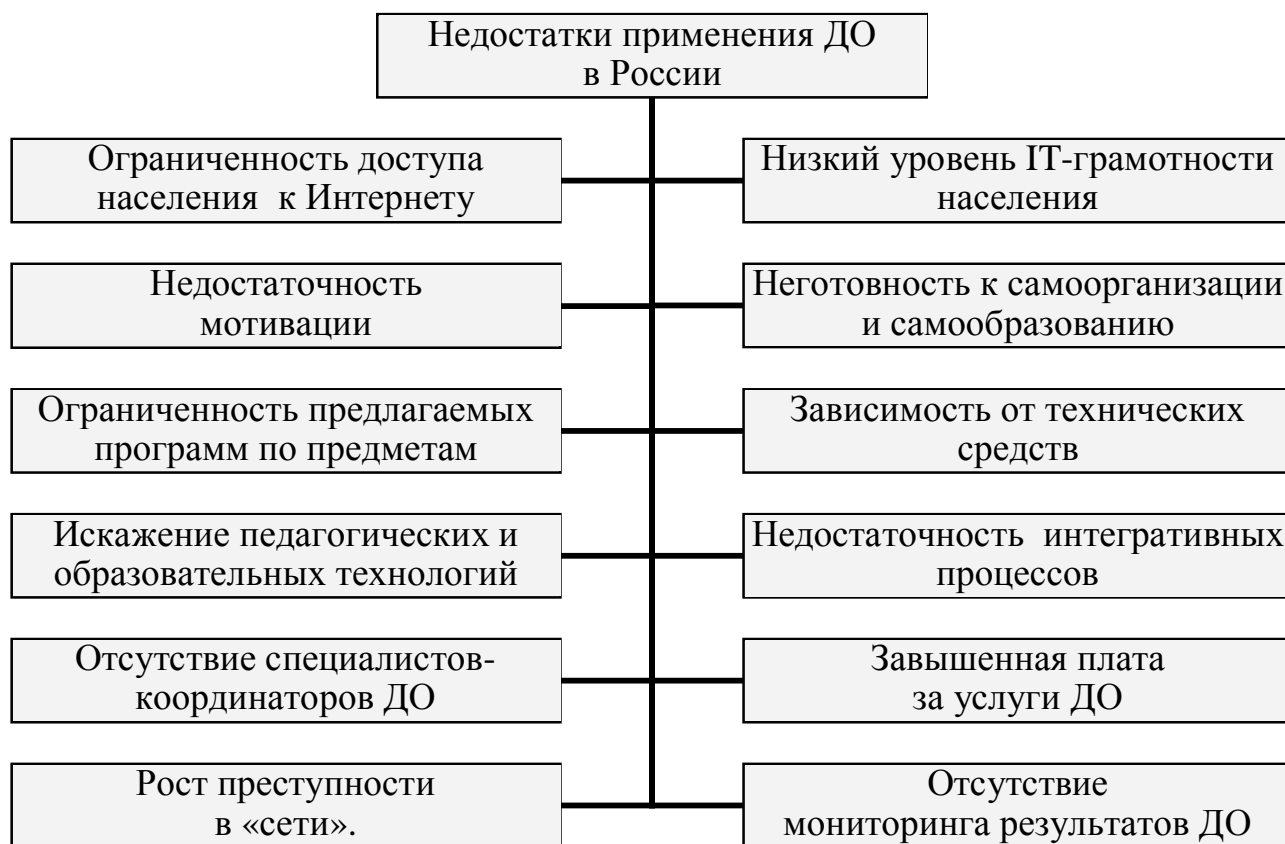 Недостатки применения ДО
в России
Ограниченность доступа
населения к Интернету
Низкий уровень IT-грамотности
населения
Недостаточность
мотивации
Неготовность к самоорганизации
и самообразованию
Ограниченность предлагаемых
программ по предметам
Зависимость от технических
средств
Искажение педагогических и
образовательных технологий
Недостаточность интегративных
процессов
Отсутствие специалистов-
координаторов ДО
Завышенная плата
за услуги ДО
Рост преступности
в «сети».
Отсутствие
мониторинга результатов ДО